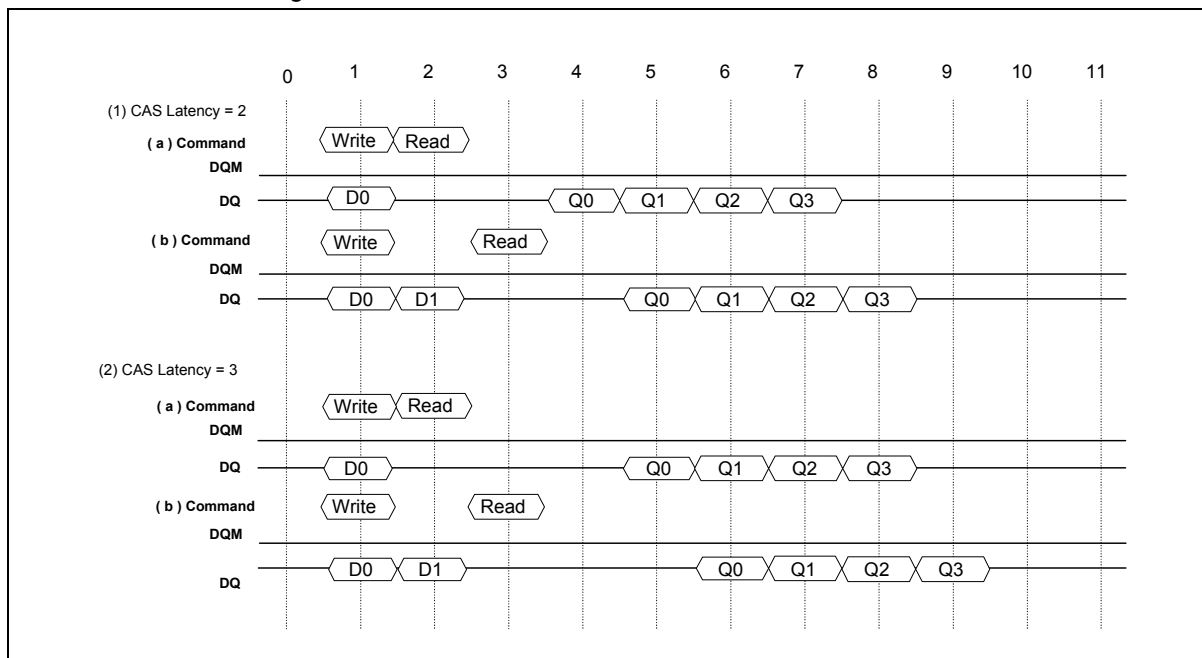 0 1 2 3 4 5 6 7 8 9 10 11
(1) CAS Latency = 2
( a ) Command Write Read
DQM
DQ D0 Q0 Q1 Q2 Q3
( b ) Command Write Read
DQM
DQ D0 D1 Q0 Q1 Q2 Q3
(2) CAS Latency = 3
( a ) Command Write Read
DQM
DQ D0 Q0 Q1 Q2 Q3
( b ) Command Write Read
DQM
DQ D0 D1 Q0 Q1 Q2 Q3